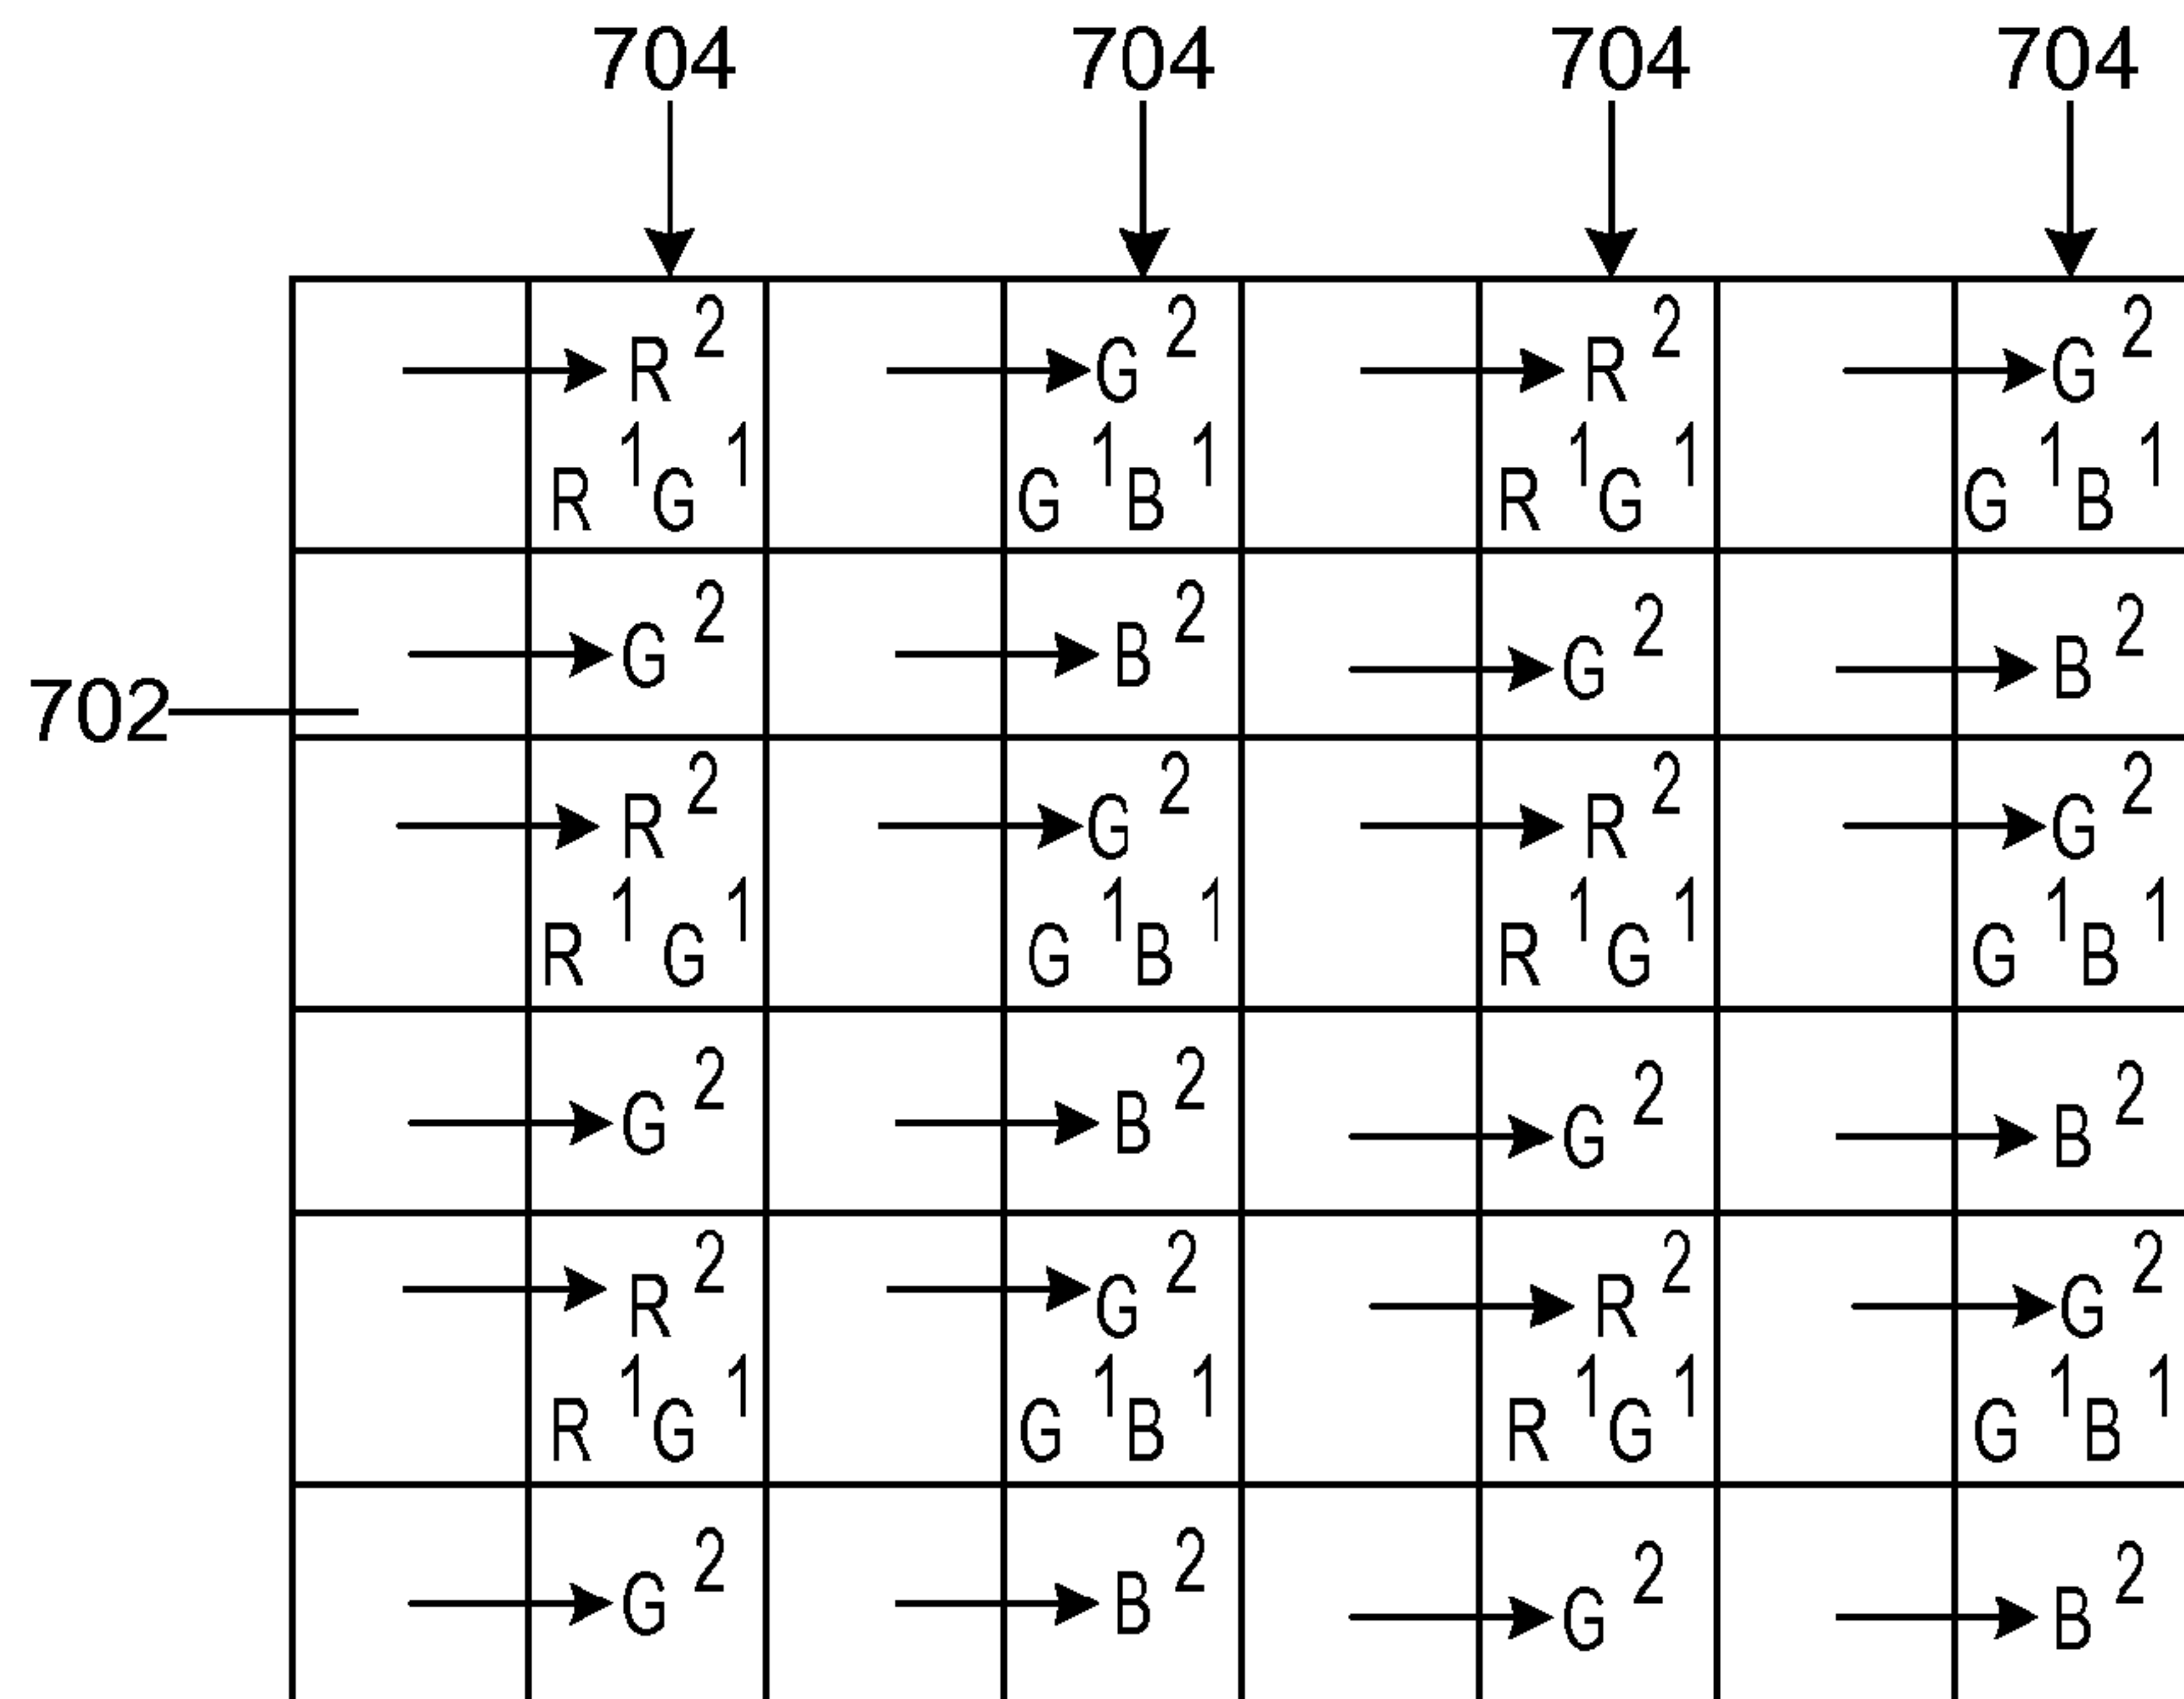 704 704 704 704
R² G² R² G²
R¹G¹ G¹B¹ R¹G¹ G¹B¹
G² B² G² B²
702
R² G² R² G²
R¹G¹ G¹B¹ R¹G¹ G¹B¹
G² B² G² B²
R² G² R² G²
R¹G¹ G¹B¹ R¹G¹ G¹B¹
G² B² G² B²